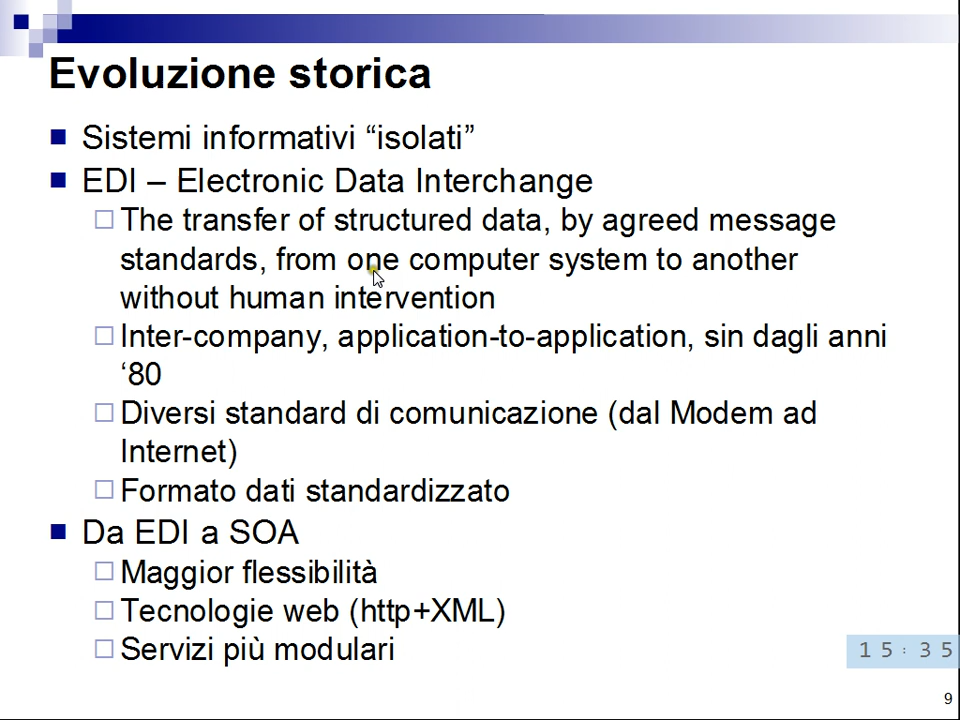 Evoluzione storica
Sistemi informativi “isolati”
EDI – Electronic Data Interchange
The transfer of structured data, by agreed message
standards, from one computer system to another
without human intervention
Inter-company, application-to-application, sin dagli anni
‘80
Diversi standard di comunicazione (dal Modem ad
Internet)
Formato dati standardizzato
Da EDI a SOA
Maggior flessibilità
Tecnologie web (http+XML)
Servizi più modulari
15:35
9